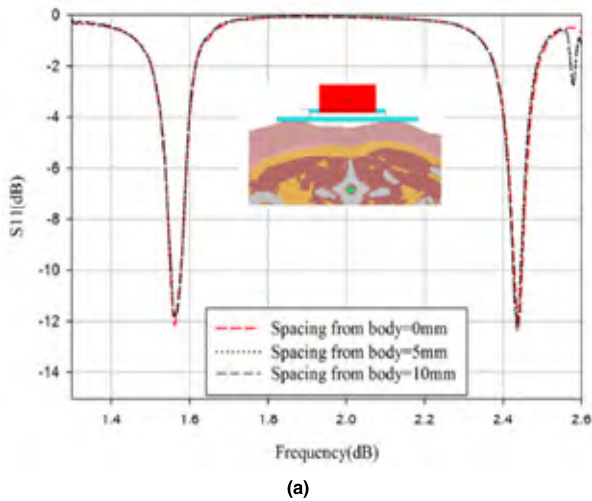 0
-2
-4
-6
-8
-10
-12
-14
S11(dB)
Spacing from body=0mm
Spacing from body=5mm
Spacing from body=10mm
1.4 1.6 1.8 2.0 2.2 2.4 2.6
Frequency(dB)
(a)